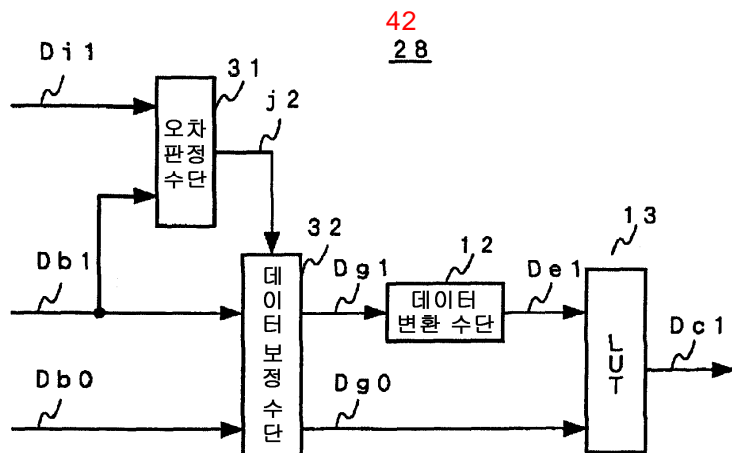 42
28
Di1
31
j2
오차
판정
수단
32
13
Db1
데이터 보정 수단
Dg1
12
데이터
변환 수단
De1
LUT
Dc1
Db0
Dg0